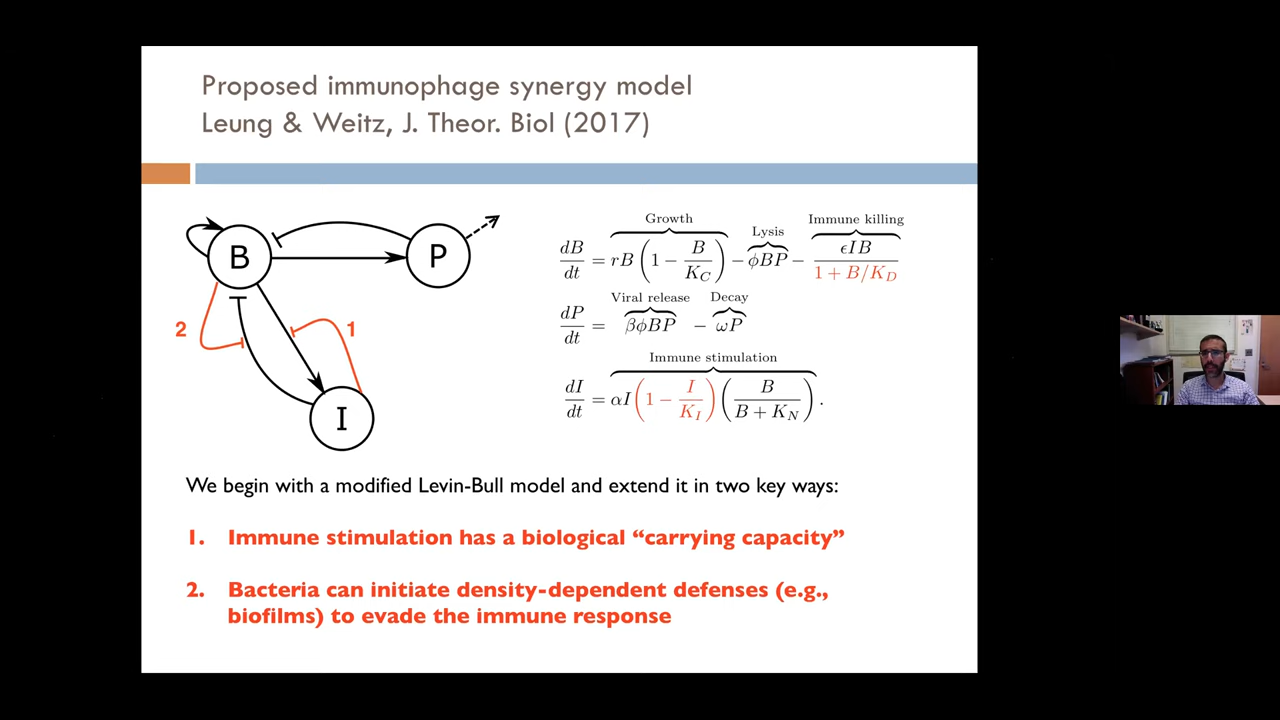 Proposed immunophage synergy model
Leung & Weitz, J. Theor. Biol (2017)
B
P
I
2
1
Growth
Lysis
Immune killing
dB/dt = rB(1 − B/K_C) − ϕBP − ϵIB/(1 + B/K_D)
Viral release
Decay
dP/dt = βϕBP − ωP
Immune stimulation
dI/dt = αI(1 − I/K_I)(B/(B + K_N)).
We begin with a modified Levin-Bull model and extend it in two key ways:
1. Immune stimulation has a biological “carrying capacity”
2. Bacteria can initiate density-dependent defenses (e.g.,
biofilms) to evade the immune response